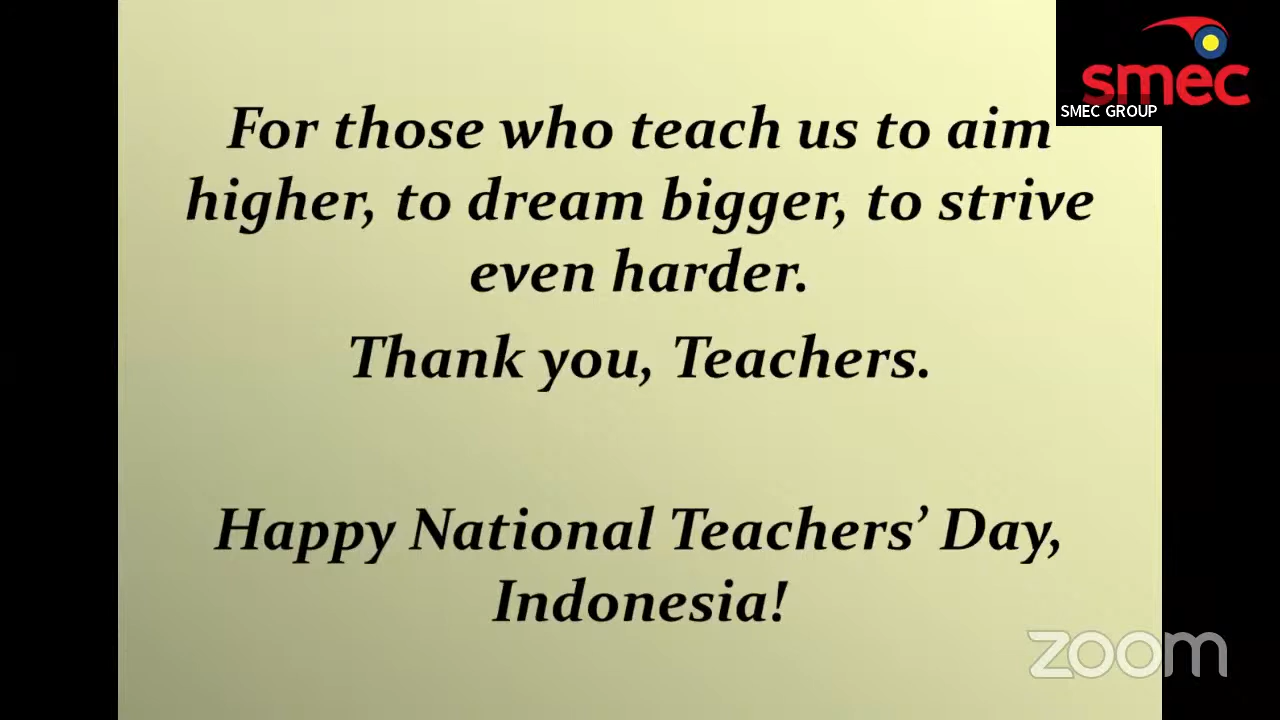 smec
SMEC GROUP
For those who teach us to aim
higher, to dream bigger, to strive
even harder.
Thank you, Teachers.
Happy National Teachers’ Day,
Indonesia!
zoom